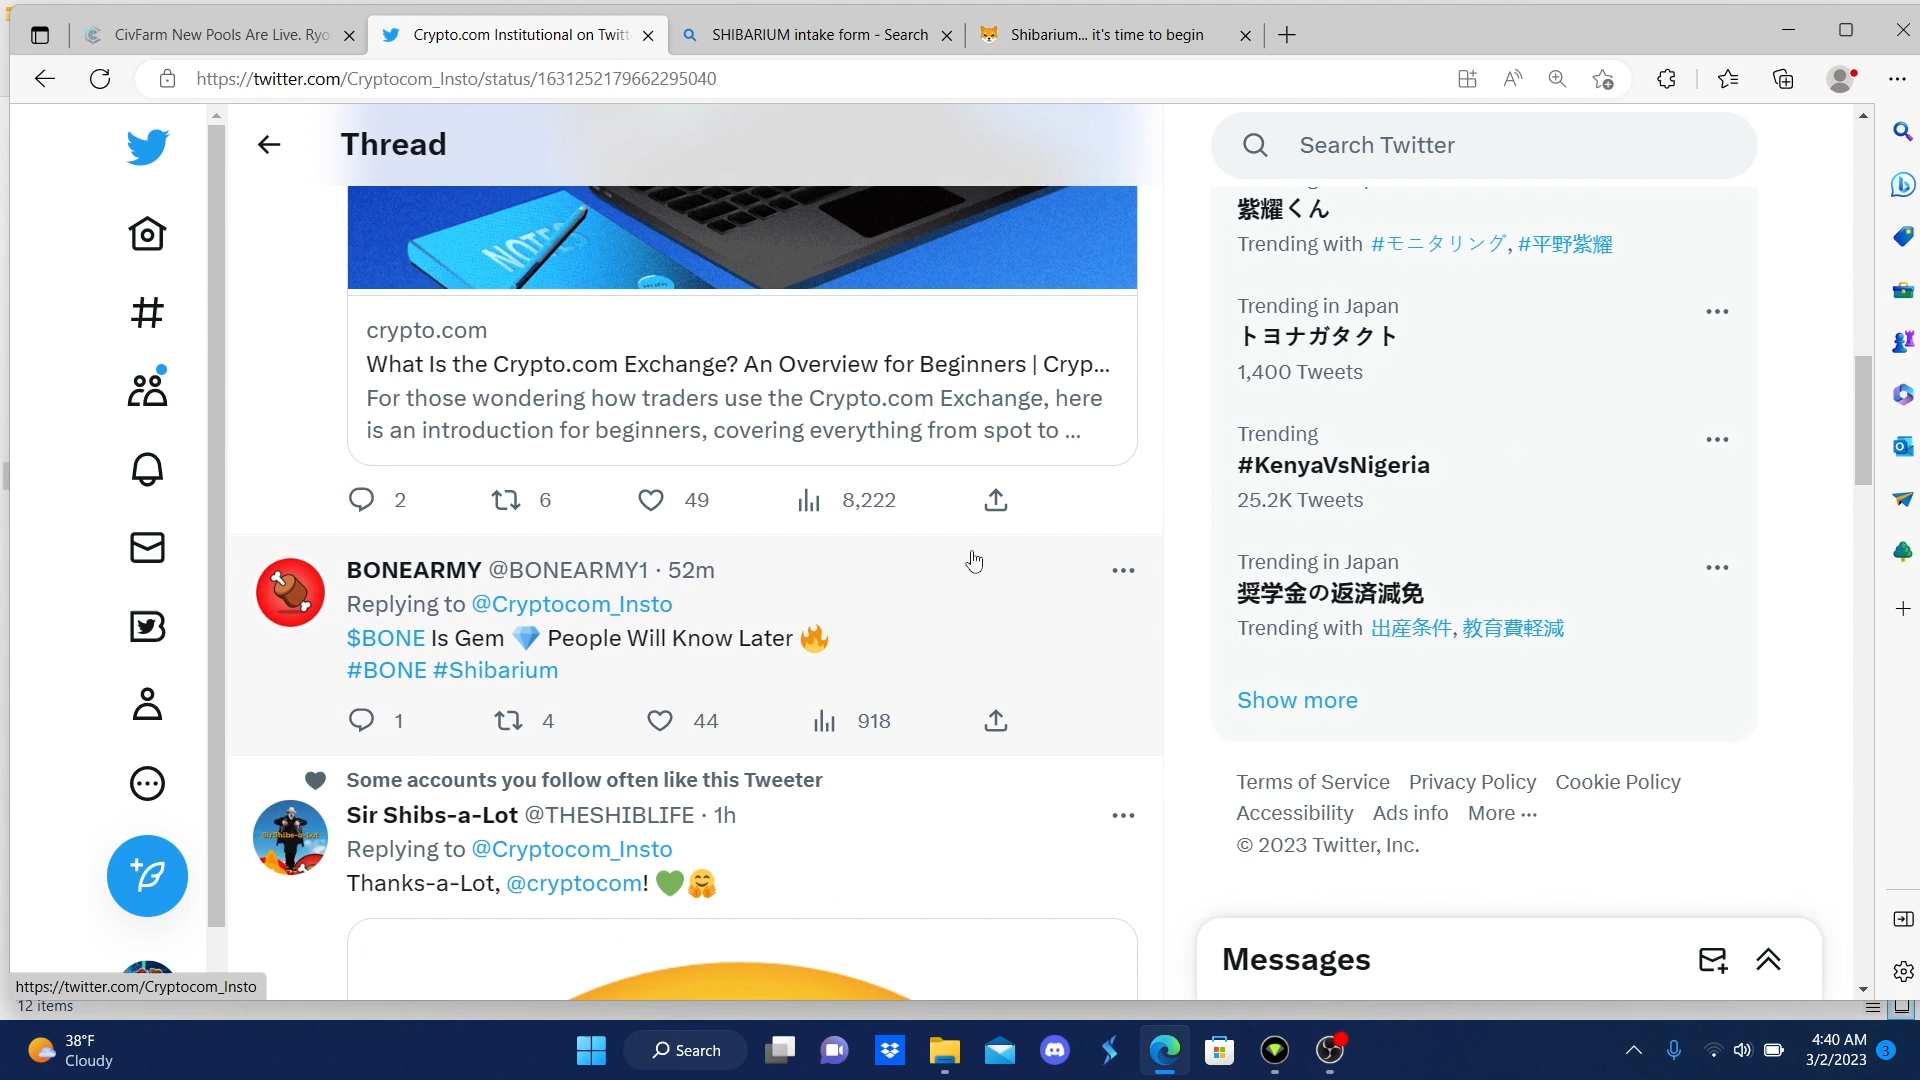 CivFarm New Pools Are Live. Ryo
Crypto.com Institutional on Twitt
SHIBARIUM intake form - Search
Shibarium... it's time to begin
https://twitter.com/Cryptocom_Insto/status/1631252179662295040
Thread
NOTES
crypto.com
What Is the Crypto.com Exchange? An Overview for Beginners | Cryp...
For those wondering how traders use the Crypto.com Exchange, here
is an introduction for beginners, covering everything from spot to ...
2 6 49 8,222
BONEARMY @BONEARMY1 · 52m
Replying to @Cryptocom_Insto
$BONE Is Gem 💎 People Will Know Later 🔥
#BONE #Shibarium
1 4 44 918
Some accounts you follow often like this Tweeter
Sir Shibs-a-Lot @THESHIBLIFE · 1h
Replying to @Cryptocom_Insto
Thanks-a-Lot, @cryptocom! 💚🤗
Search Twitter
紫耀くん
Trending with #モニタリング, #平野紫耀
Trending in Japan
トヨナガタクト
1,400 Tweets
Trending
#KenyaVsNigeria
25.2K Tweets
Trending in Japan
奨学金の返済減免
Trending with 出産条件, 教育費軽減
Show more
Terms of Service Privacy Policy Cookie Policy
Accessibility Ads info More ···
© 2023 Twitter, Inc.
Messages
https://twitter.com/Cryptocom_Insto
12 items
38°F
Cloudy
Search
4:40 AM
3/2/2023
3